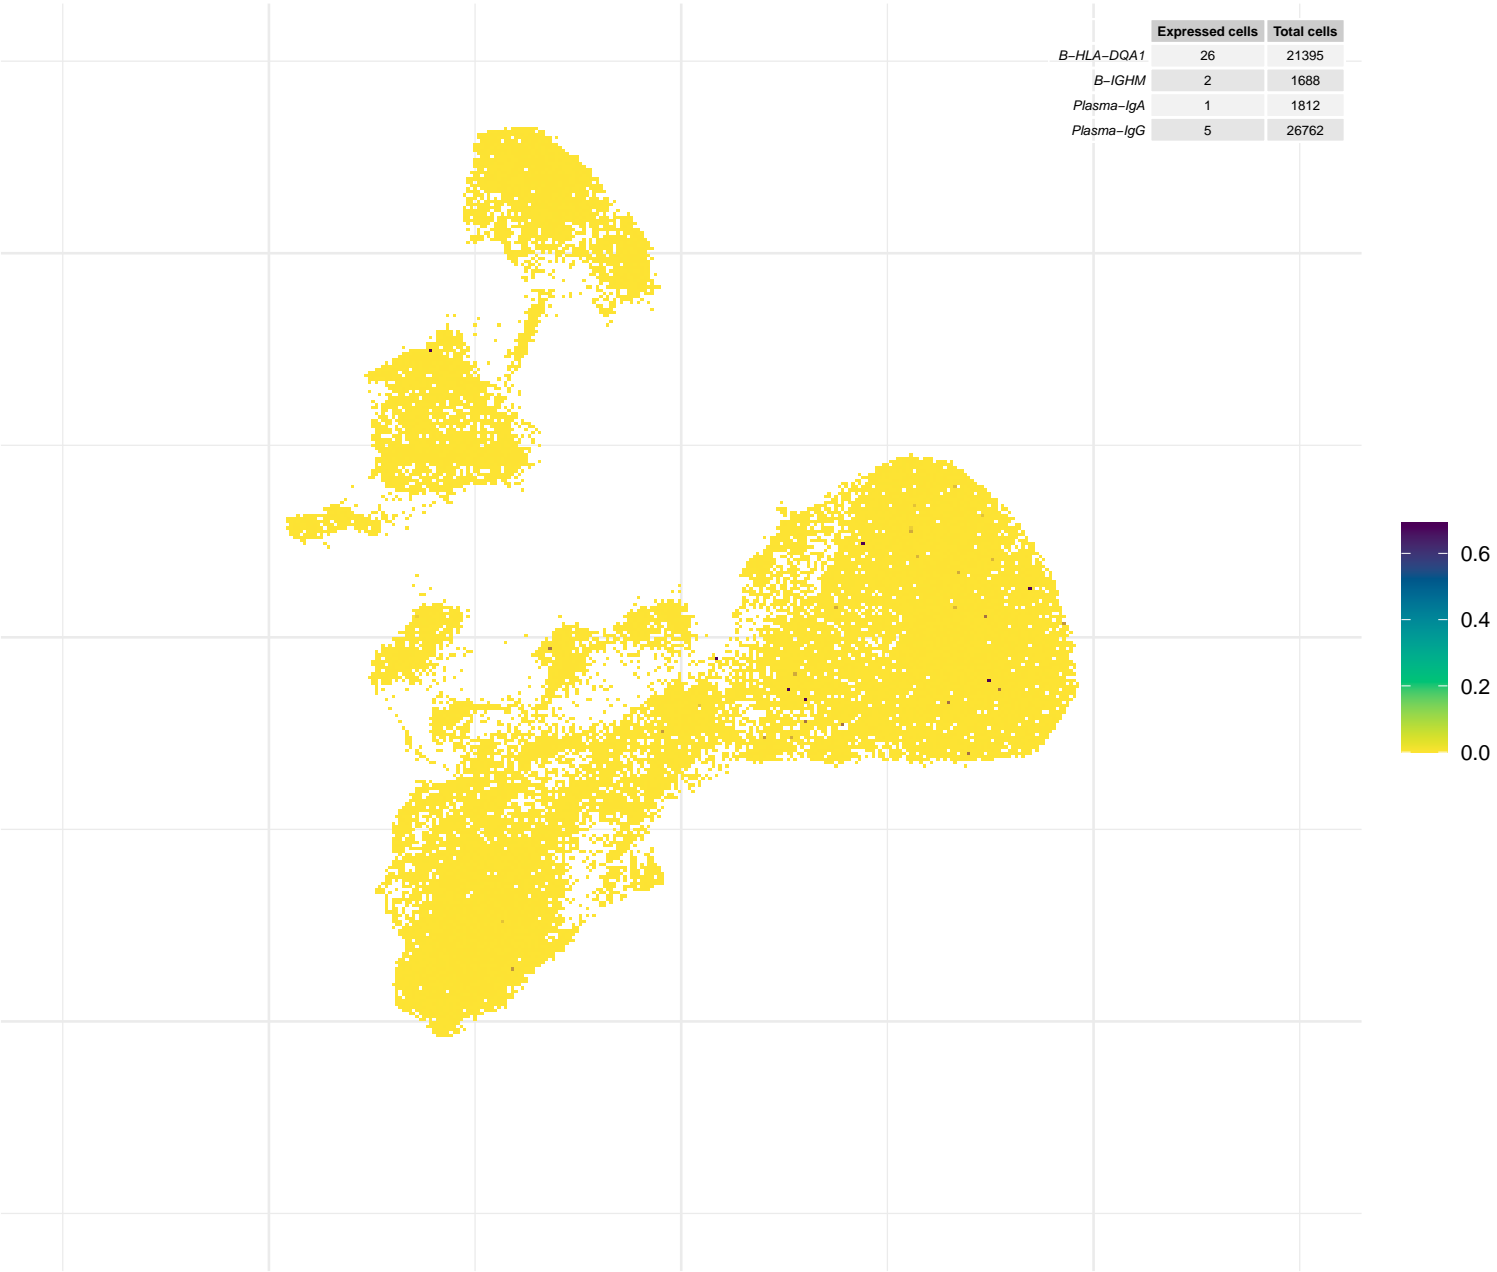 Expressed cells Total cells
B−HLA−DQA1 26 21395
B−IGHM 2 1688
Plasma−IgA 1 1812
Plasma−IgG 5 26762
0.6
0.4
0.2
0.0